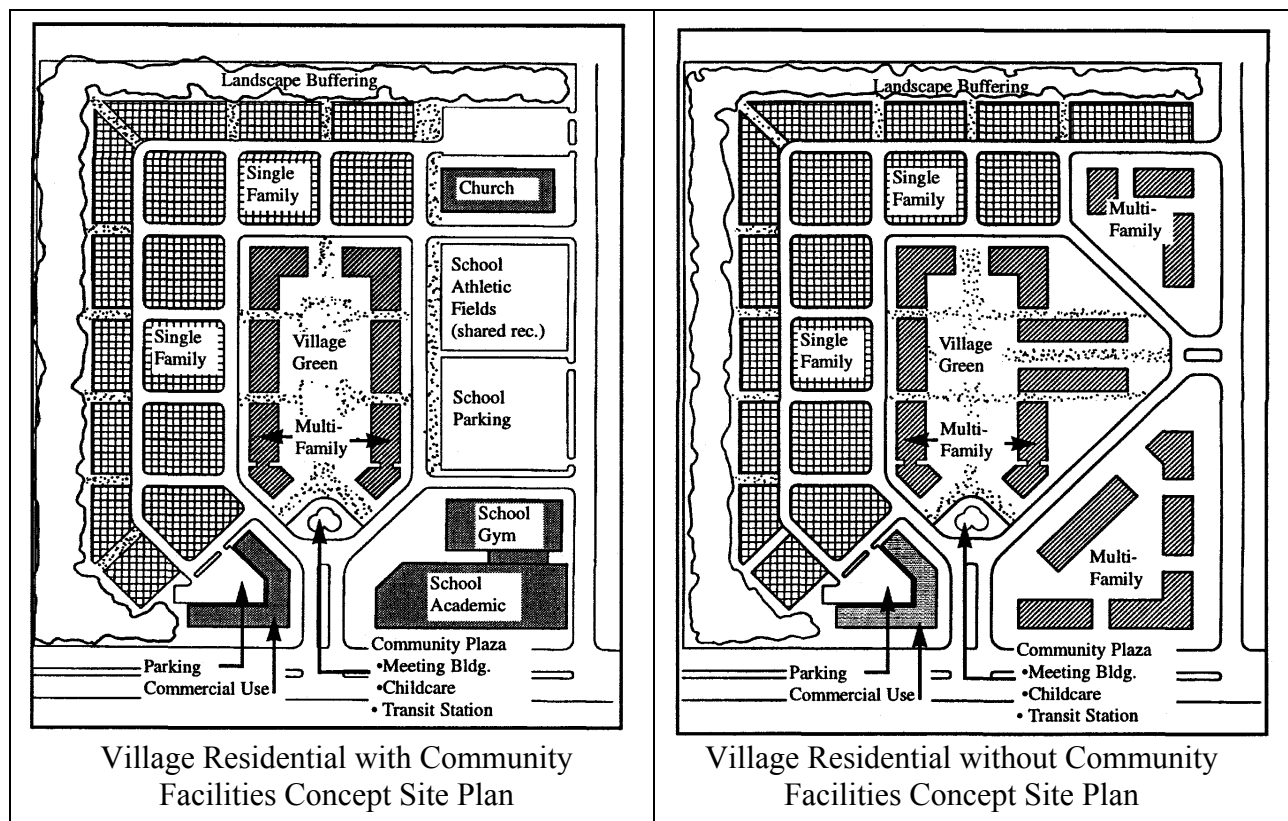 Landscape Buffering
Single
Family
Church
School
Athletic
Fields
(shared rec.)
Single
Family
Village
Green
School
Parking
Multi-
Family
School
Gym
School
Academic
Parking
Commercial Use
Community Plaza
•Meeting Bldg.
•Childcare
• Transit Station
Village Residential with Community
Facilities Concept Site Plan
Landscape Buffering
Single
Family
Multi-
Family
Single
Family
Village
Green
Multi-
Family
Multi-
Family
Parking
Commercial Use
Community Plaza
•Meeting Bldg.
•Childcare
• Transit Station
Village Residential without Community
Facilities Concept Site Plan